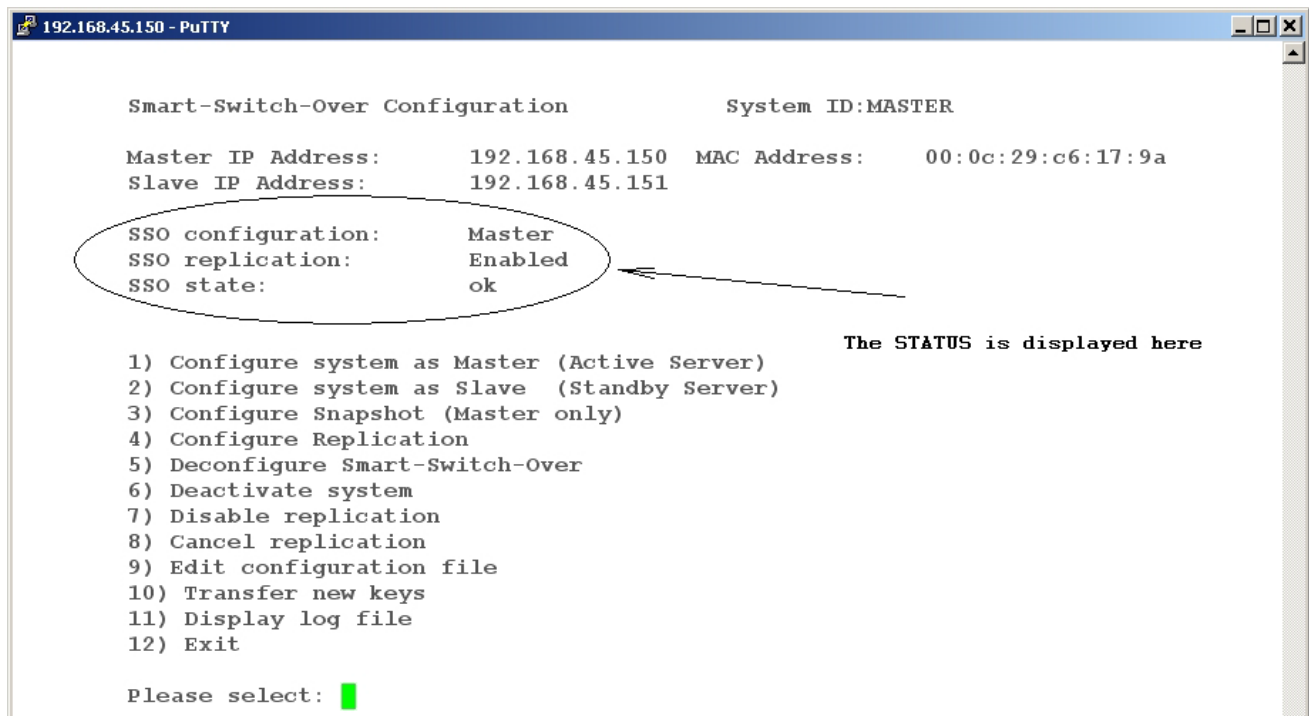 192.168.45.150 - PuTTY
Smart-Switch-Over Configuration System ID:MASTER
Master IP Address: 192.168.45.150 MAC Address: 00:0c:29:c6:17:9a
Slave IP Address: 192.168.45.151
SSO configuration: Master
SSO replication: Enabled
SSO state: ok
The STATUS is displayed here
1) Configure system as Master (Active Server)
2) Configure system as Slave (Standby Server)
3) Configure Snapshot (Master only)
4) Configure Replication
5) Deconfigure Smart-Switch-Over
6) Deactivate system
7) Disable replication
8) Cancel replication
9) Edit configuration file
10) Transfer new keys
11) Display log file
12) Exit
Please select: